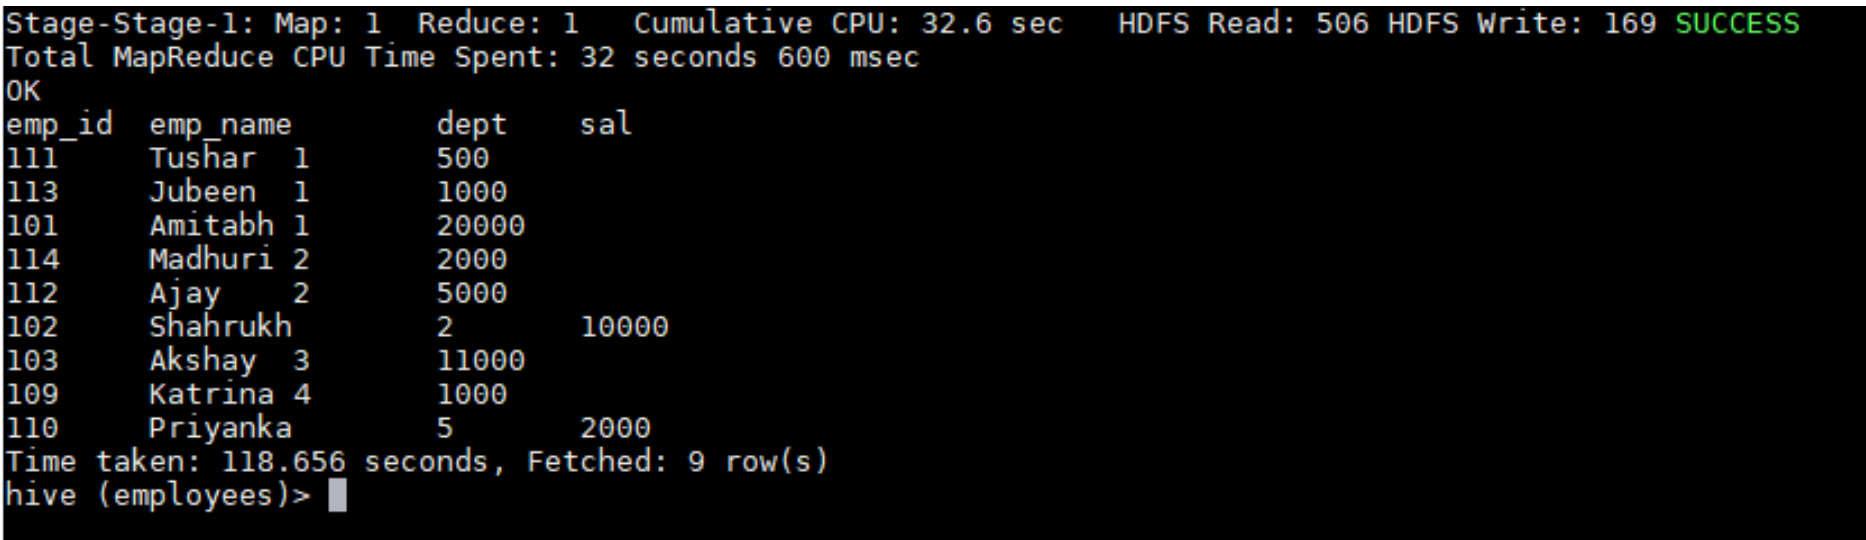 Stage-Stage-1: Map: 1  Reduce: 1   Cumulative CPU: 32.6 sec   HDFS Read: 506 HDFS Write: 169 SUCCESS
Total MapReduce CPU Time Spent: 32 seconds 600 msec
OK
emp_id  emp_name        dept    sal
111     Tushar  1       500
113     Jubeen  1       1000
101     Amitabh 1       20000
114     Madhuri 2       2000
112     Ajay    2       5000
102     Shahrukh        2       10000
103     Akshay  3       11000
109     Katrina 4       1000
110     Priyanka        5       2000
Time taken: 118.656 seconds, Fetched: 9 row(s)
hive (employees)>